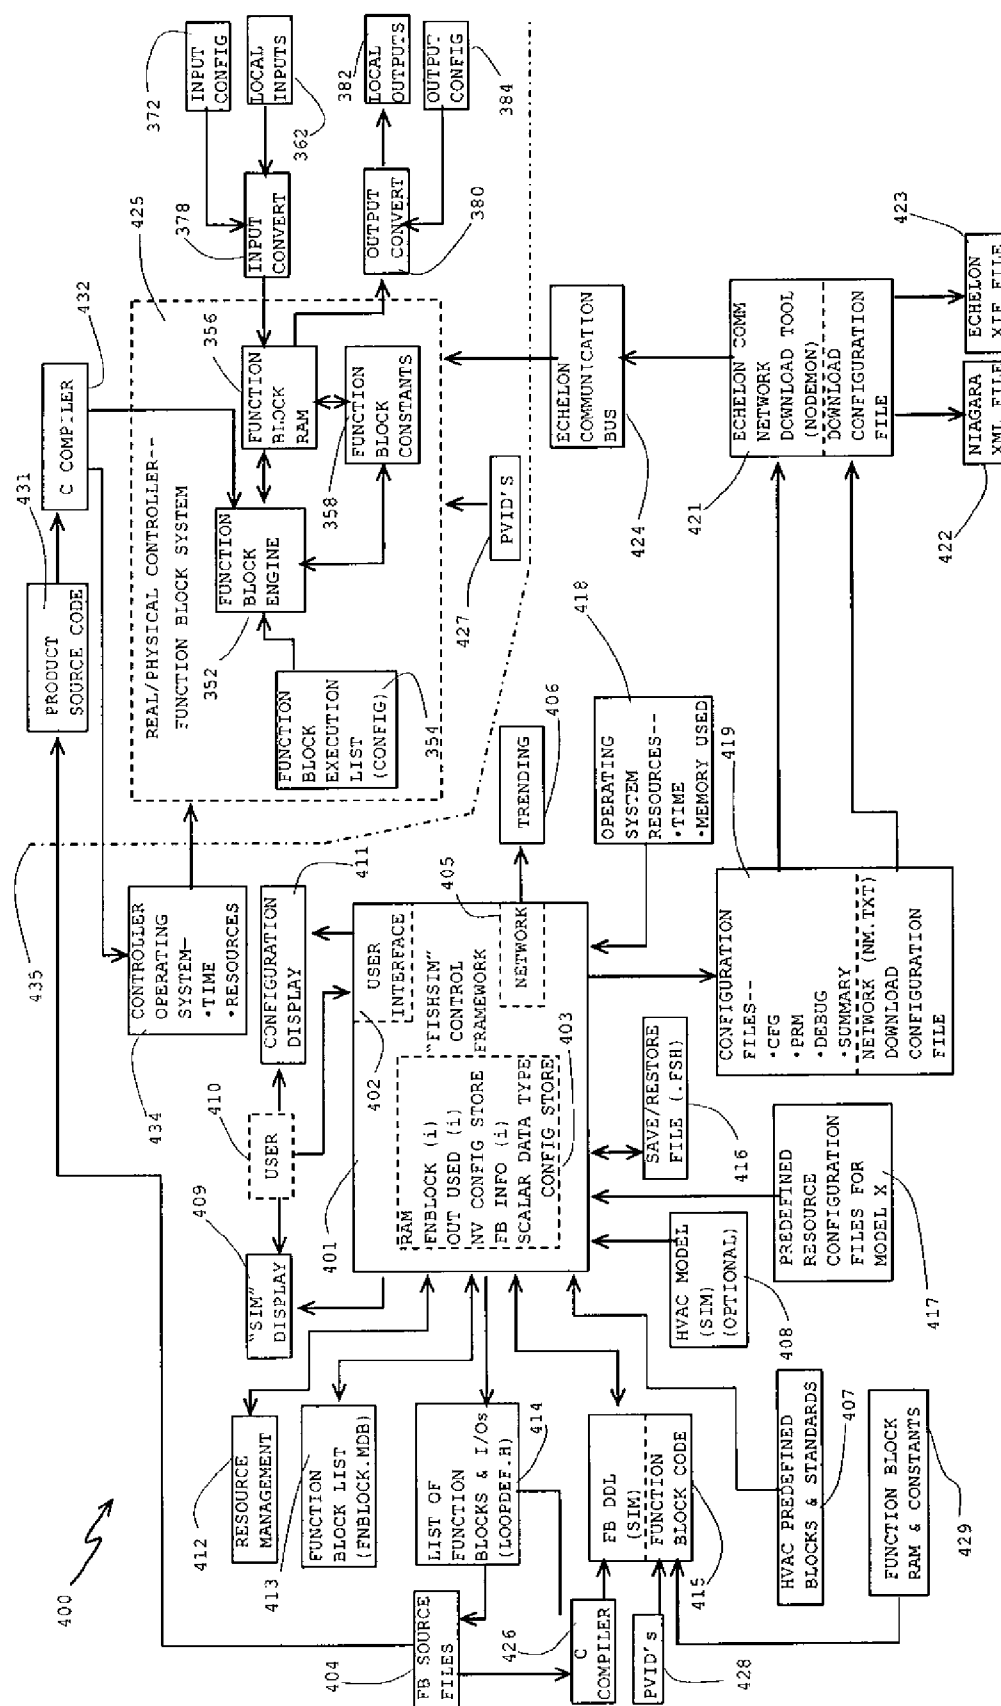 400
435
PRODUCT
SOURCE CODE
431
C COMPILER
432
425
REAL/PHYSICAL CONTROLLER--
FUNCTION BLOCK SYSTEM
372
INPUT
CONFIG
LOCAL
INPUTS
362
378
INPUT
CONVERT
382
LOCAL
OUTPUTS
OUTPUT
CONFIG
384
OUTPUT
CONVERT
380
356
FUNCTION
BLOCK
RAM
FUNCTION
BLOCK
CONSTANTS
358
FUNCTION
BLOCK
ENGINE
352
FUNCTION
BLOCK
EXECUTION
LIST
(CONFIG)
354
PVID'S
427
CONTROLLER
OPERATING
SYSTEM—
•TIME
•RESOURCES
434
CONFIGURATION
DISPLAY
411
410
USER
409
"SIM"
DISPLAY
RESOURCE
MANAGEMENT
412
FUNCTION
BLOCK LIST
(FNBLOCK.MDB)
413
LIST OF
FUNCTION
BLOCKS & I/Os
(LOOPDEF.H)
414
FB SOURCE
FILES
404
C
COMPILER
426
FB DDL
(SIM)
FUNCTION
BLOCK CODE
415
PVID's
428
401
402
USER
INTERFACE
"FISHSIM"
CONTROL
FRAMEWORK
NETWORK
405
TRENDING
406
RAM
FNBLOCK (i)
OUT USED (i)
NV CONFIG STORE
FB INFO (i)
SCALAR DATA TYPE
CONFIG STORE
403
OPERATING
SYSTEM
RESOURCES--
•TIME
•MEMORY USED
418
SAVE/RESTORE
FILE (.FSH)
416
HVAC MODEL
(SIM)
(OPTIONAL)
408
PREDEFINED
RESOURCE
CONFIGURATION
FILES FOR
MODEL X
417
HVAC PREDEFINED
BLOCKS & STANDARDS
407
FUNCTION BLOCK
RAM & CONSTANTS
429
CONFIGURATION
FILES--
•CFG
•PRM
•DEBUG
•SUMMARY
NETWORK (NM.TXT)
DOWNLOAD
CONFIGURATION
FILE
419
ECHELON
COMMUNICATION
BUS
424
ECHELON COMM
NETWORK
DOWNLOAD TOOL
(NODEMON)
DOWNLOAD
CONFIGURATION
FILE
421
NIAGARA
XML FILE
422
ECHELON
XIF FILE
423